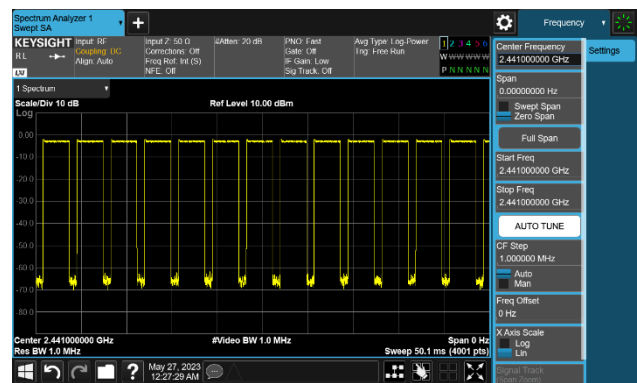 Spectrum Analyzer 1
Swept SA
+
Frequency
KEYSIGHT
RL
LW
Input: RF
Coupling: DC
Align: Auto
Input Z: 50 Ω
Corrections: Off
Freq Ref: Int (S)
NFE: Off
#Atten: 20 dB
PNO: Fast
Gate: Off
IF Gain: Low
Sig Track: Off
Avg Type: Log-Power
Trig: Free Run
1 2 3 4 5 6
W W W W W W
P N N N N N
1 Spectrum
Scale/Div 10 dB
Ref Level 10.00 dBm
Log
0.00
-10.0
-20.0
-30.0
-40.0
-50.0
-60.0
-70.0
-80.0
Center 2.441000000 GHz
#Video BW 1.0 MHz
Span 0 Hz
Res BW 1.0 MHz
Sweep 50.1 ms (4001 pts)
?
May 27, 2023
12:27:29 AM
Center Frequency
2.441000000 GHz
Settings
Span
0.00000000 Hz
Swept Span
Zero Span
Full Span
Start Freq
2.441000000 GHz
Stop Freq
2.441000000 GHz
AUTO TUNE
CF Step
1.000000 MHz
Auto
Man
Freq Offset
0 Hz
X Axis Scale
Log
Lin
Signal Track
(Span Zoom)